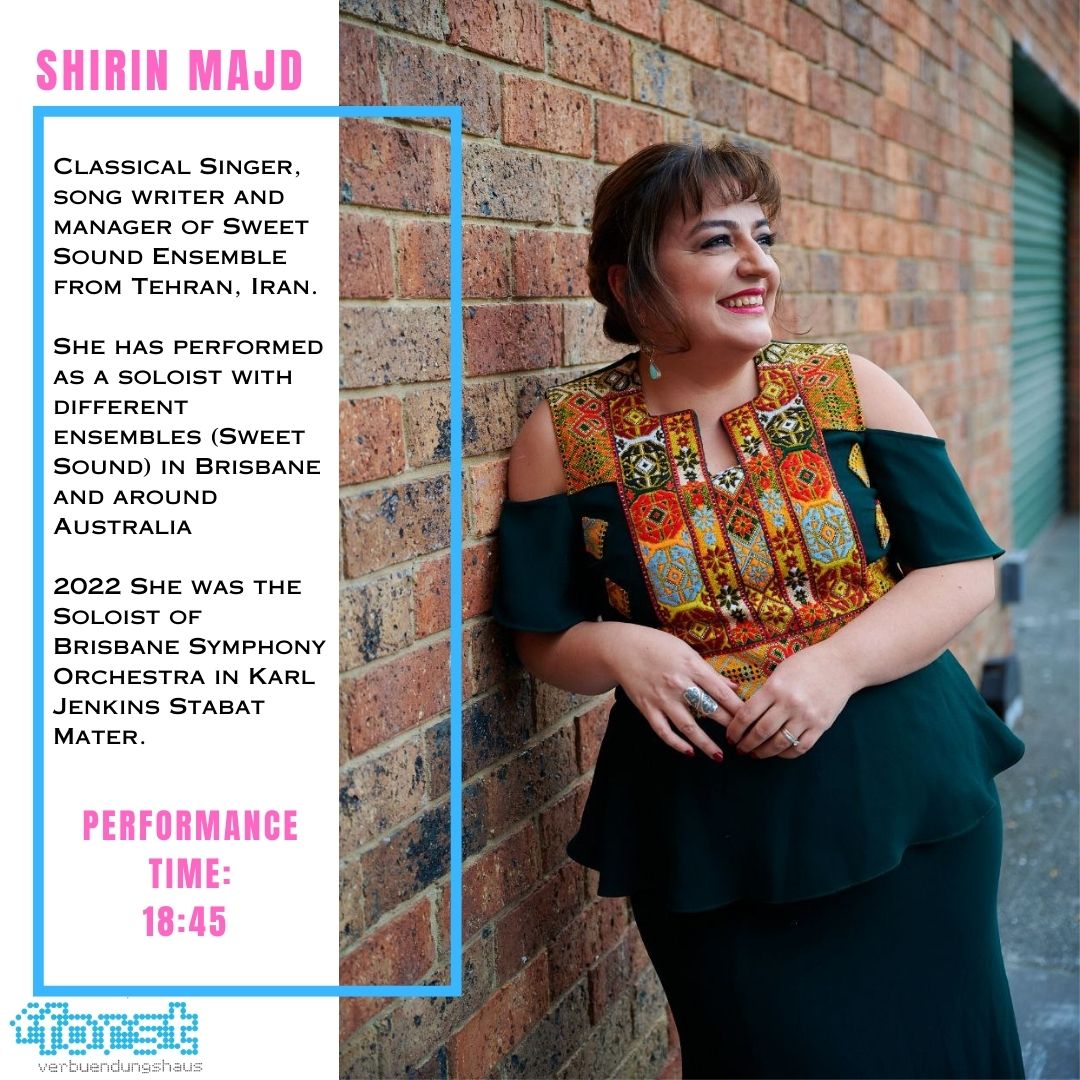 SHIRIN MAJD
Classical Singer,
song writer and
manager of Sweet
Sound Ensemble
from Tehran, Iran.
She has performed
as a soloist with
different
ensembles (Sweet
Sound) in Brisbane
and around
Australia
2022 She was the
Soloist of
Brisbane Symphony
Orchestra in Karl
Jenkins Stabat
Mater.
PERFORMANCE
TIME:
18:45
verbuendungshaus